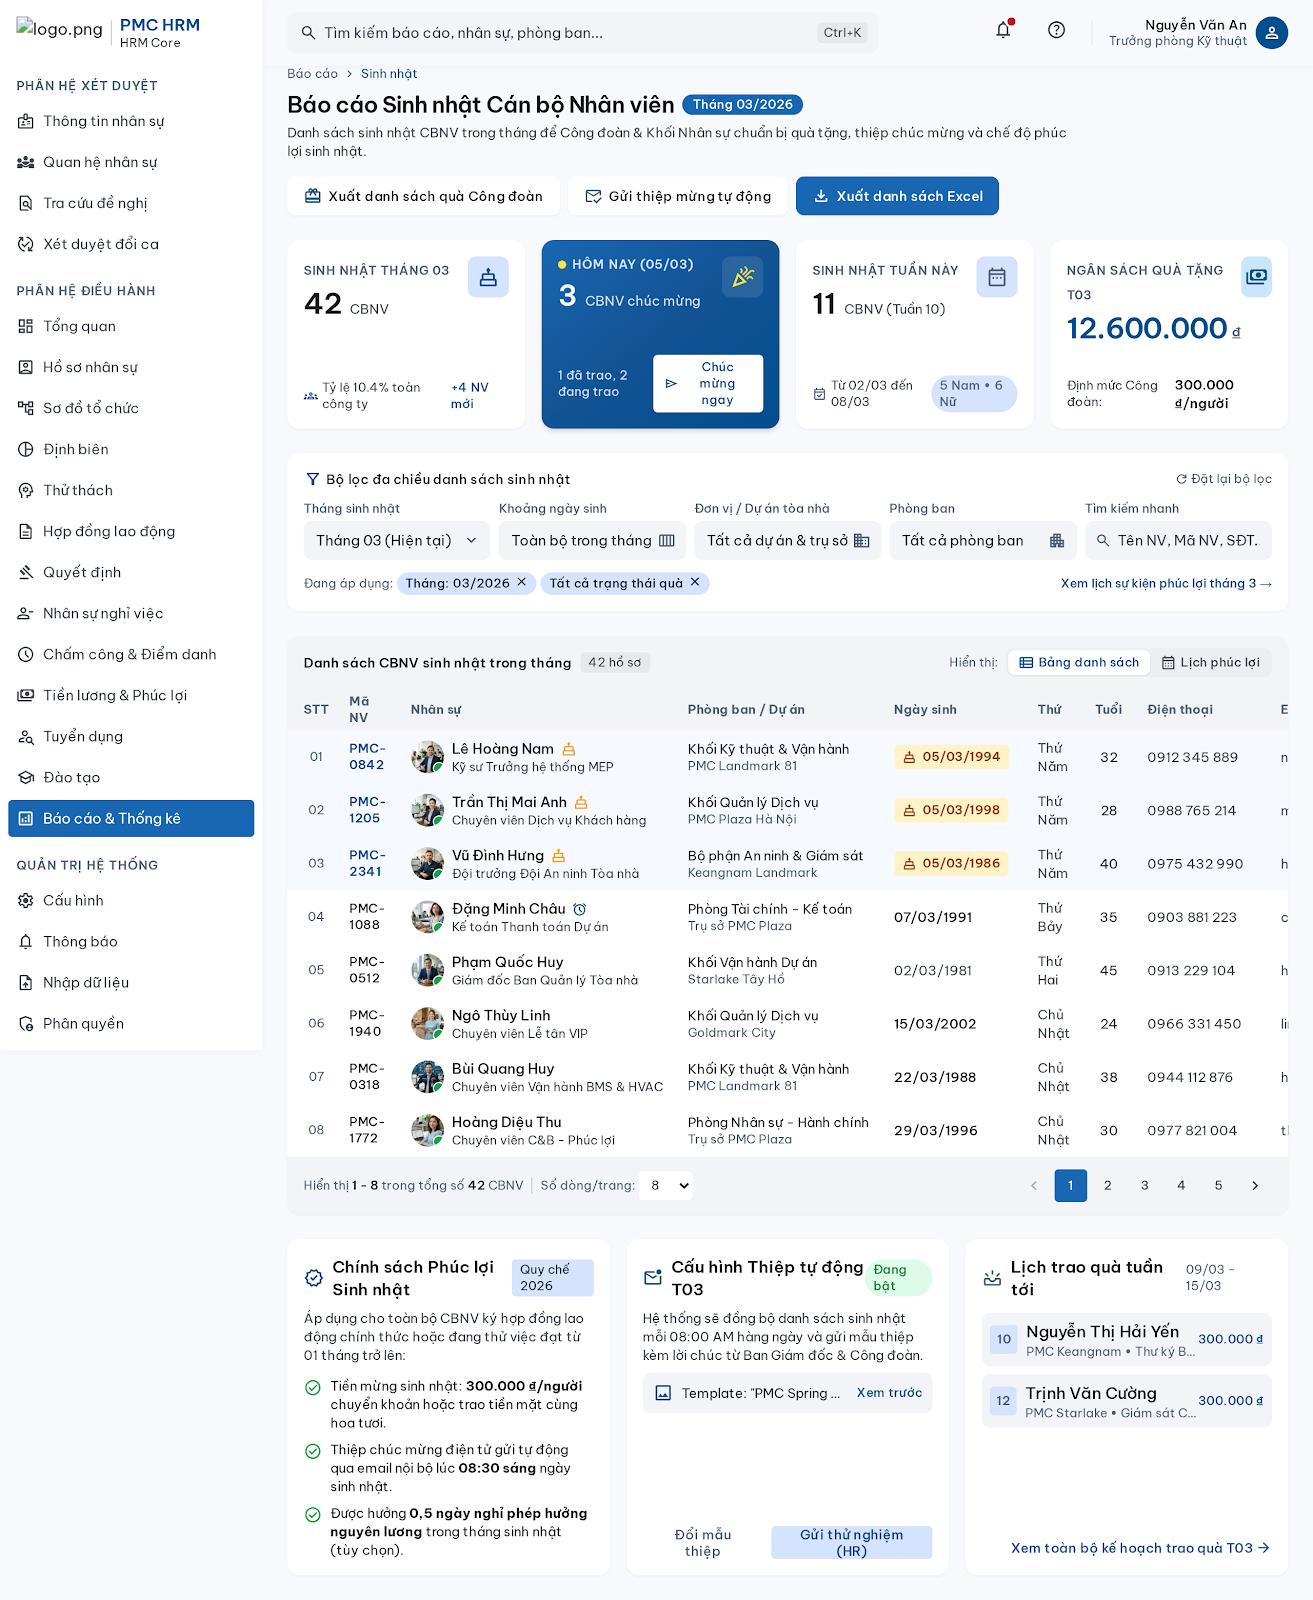 logo.png
PMC HRM
HRM Core
PHÂN HỆ XÉT DUYỆT
Thông tin nhân sự
Quan hệ nhân sự
Tra cứu đề nghị
Xét duyệt đổi ca
PHÂN HỆ ĐIỀU HÀNH
Tổng quan
Hồ sơ nhân sự
Sơ đồ tổ chức
Định biên
Thử thách
Hợp đồng lao động
Quyết định
Nhân sự nghỉ việc
Chấm công & Điểm danh
Tiền lương & Phúc lợi
Tuyển dụng
Đào tạo
Báo cáo & Thống kê
QUẢN TRỊ HỆ THỐNG
Cấu hình
Thông báo
Nhập dữ liệu
Phân quyền
Tìm kiếm báo cáo, nhân sự, phòng ban...
Ctrl+K
Nguyễn Văn An
Trưởng phòng Kỹ thuật
Báo cáo > Sinh nhật
Báo cáo Sinh nhật Cán bộ Nhân viên Tháng 03/2026
Danh sách sinh nhật CBNV trong tháng để Công đoàn & Khối Nhân sự chuẩn bị quà tặng, thiệp chúc mừng và chế độ phúc
lợi sinh nhật.
Xuất danh sách quà Công đoàn
Gửi thiệp mừng tự động
Xuất danh sách Excel
SINH NHẬT THÁNG 03
42 CBNV
Tỷ lệ 10.4% toàn
công ty
+4 NV
mới
HÔM NAY (05/03)
3 CBNV chúc mừng
1 đã trao, 2
đang trao
Chúc
mừng
ngay
SINH NHẬT TUẦN NÀY
11 CBNV (Tuần 10)
Từ 02/03 đến
08/03
5 Nam • 6
Nữ
NGÂN SÁCH QUÀ TẶNG
T03
12.600.000 ₫
Định mức Công
đoàn:
300.000
₫/người
Bộ lọc đa chiều danh sách sinh nhật
Đặt lại bộ lọc
Tháng sinh nhật
Khoảng ngày sinh
Đơn vị / Dự án tòa nhà
Phòng ban
Tìm kiếm nhanh
Tháng 03 (Hiện tại)
Toàn bộ trong tháng
Tất cả dự án & trụ sở
Tất cả phòng ban
Tên NV, Mã NV, SĐT.
Đang áp dụng: Tháng: 03/2026 × Tất cả trạng thái quà ×
Xem lịch sự kiện phúc lợi tháng 3 →
Danh sách CBNV sinh nhật trong tháng 42 hồ sơ
Hiển thị: Bảng danh sách Lịch phúc lợi
STT Mã NV Nhân sự Phòng ban / Dự án Ngày sinh Thứ Tuổi Điện thoại E
01 PMC-0842 Lê Hoàng Nam Khối Kỹ thuật & Vận hành 05/03/1994 Thứ Năm 32 0912 345 889 n
Kỹ sư Trưởng hệ thống MEP PMC Landmark 81
02 PMC-1205 Trần Thị Mai Anh Khối Quản lý Dịch vụ 05/03/1998 Thứ Năm 28 0988 765 214 m
Chuyên viên Dịch vụ Khách hàng PMC Plaza Hà Nội
03 PMC-2341 Vũ Đình Hưng Bộ phận An ninh & Giám sát 05/03/1986 Thứ Năm 40 0975 432 990 h
Đội trưởng Đội An ninh Tòa nhà Keangnam Landmark
04 PMC-1088 Đặng Minh Châu Phòng Tài chính - Kế toán 07/03/1991 Thứ Bảy 35 0903 881 223 c
Kế toán Thanh toán Dự án Trụ sở PMC Plaza
05 PMC-0512 Phạm Quốc Huy Khối Vận hành Dự án 02/03/1981 Thứ Hai 45 0913 229 104 h
Giám đốc Ban Quản lý Tòa nhà Starlake Tây Hồ
06 PMC-1940 Ngô Thùy Linh Khối Quản lý Dịch vụ 15/03/2002 Chủ Nhật 24 0966 331 450 li
Chuyên viên Lễ tân VIP Goldmark City
07 PMC-0318 Bùi Quang Huy Khối Kỹ thuật & Vận hành 22/03/1988 Chủ Nhật 38 0944 112 876 h
Chuyên viên Vận hành BMS & HVAC PMC Landmark 81
08 PMC-1772 Hoàng Diệu Thu Phòng Nhân sự - Hành chính 29/03/1996 Chủ Nhật 30 0977 821 004 tl
Chuyên viên C&B - Phúc lợi Trụ sở PMC Plaza
Hiển thị 1 - 8 trong tổng số 42 CBNV Số dòng/trang: 8
1 2 3 4 5
Chính sách Phúc lợi
Sinh nhật
Quy chế
2026
Áp dụng cho toàn bộ CBNV ký hợp đồng lao
động chính thức hoặc đang thử việc đạt từ
01 tháng trở lên:
Tiền mừng sinh nhật: 300.000 ₫/người
chuyển khoản hoặc trao tiền mặt cùng
hoa tươi.
Thiệp chúc mừng điện tử gửi tự động
qua email nội bộ lúc 08:30 sáng ngày
sinh nhật.
Được hưởng 0,5 ngày nghỉ phép hưởng
nguyên lương trong tháng sinh nhật
(tùy chọn).
Cấu hình Thiệp tự động
T03
Đang
bật
Hệ thống sẽ đồng bộ danh sách sinh nhật
mỗi 08:00 AM hàng ngày và gửi mẫu thiệp
kèm lời chúc từ Ban Giám đốc & Công đoàn.
Template: "PMC Spring ... Xem trước
Đổi mẫu
thiệp
Gửi thử nghiệm
(HR)
Lịch trao quà tuần
tới
09/03 -
15/03
10 Nguyễn Thị Hải Yến 300.000 ₫
PMC Keangnam • Thư ký B...
12 Trịnh Văn Cường 300.000 ₫
PMC Starlake • Giám sát C...
Xem toàn bộ kế hoạch trao quà T03 →